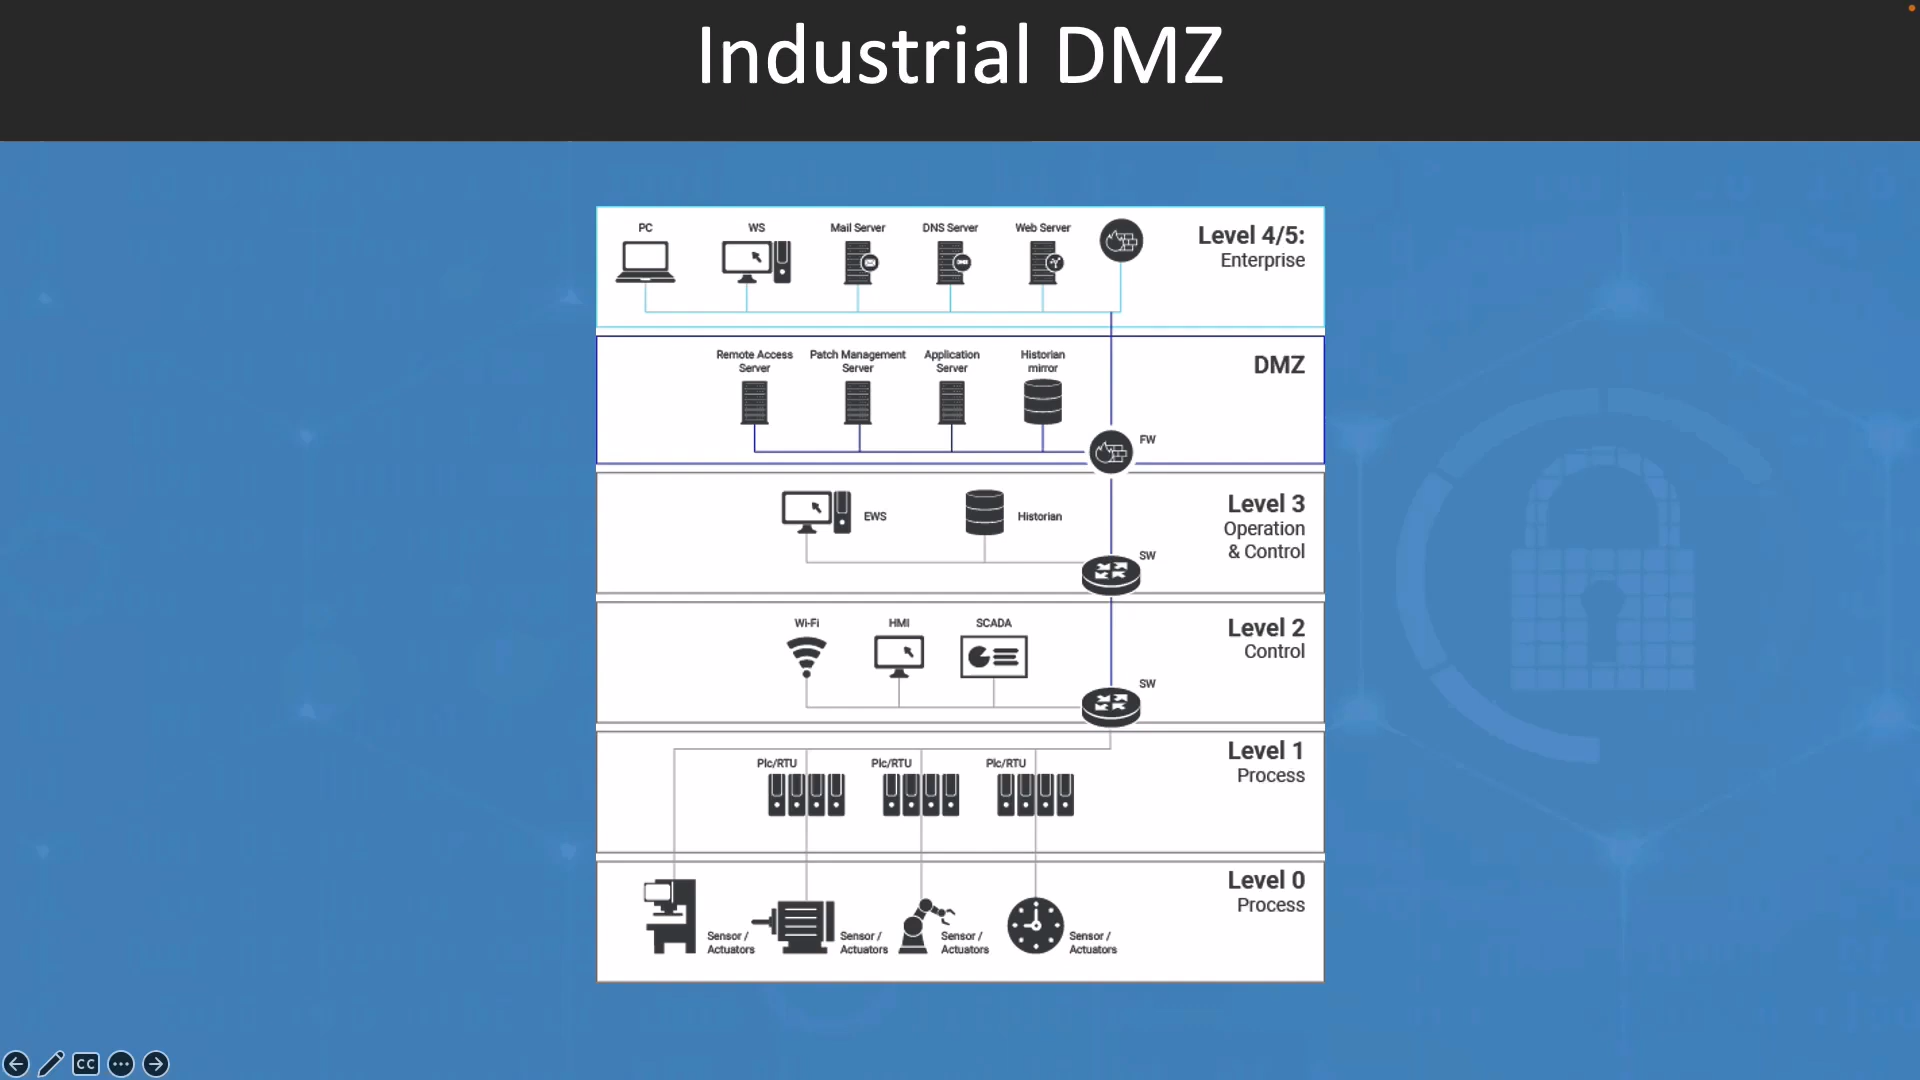 Industrial DMZ
PC
WS
Mail Server
DNS Server
Web Server
Level 4/5:
Enterprise
Remote Access
Server
Patch Management
Server
Application
Server
Historian
mirror
DMZ
FW
EWS
Historian
Level 3
Operation
& Control
SW
Wi-Fi
HMI
SCADA
Level 2
Control
SW
Plc/RTU
Plc/RTU
Plc/RTU
Level 1
Process
Level 0
Process
Sensor /
Actuators
Sensor /
Actuators
Sensor /
Actuators
Sensor /
Actuators
CC